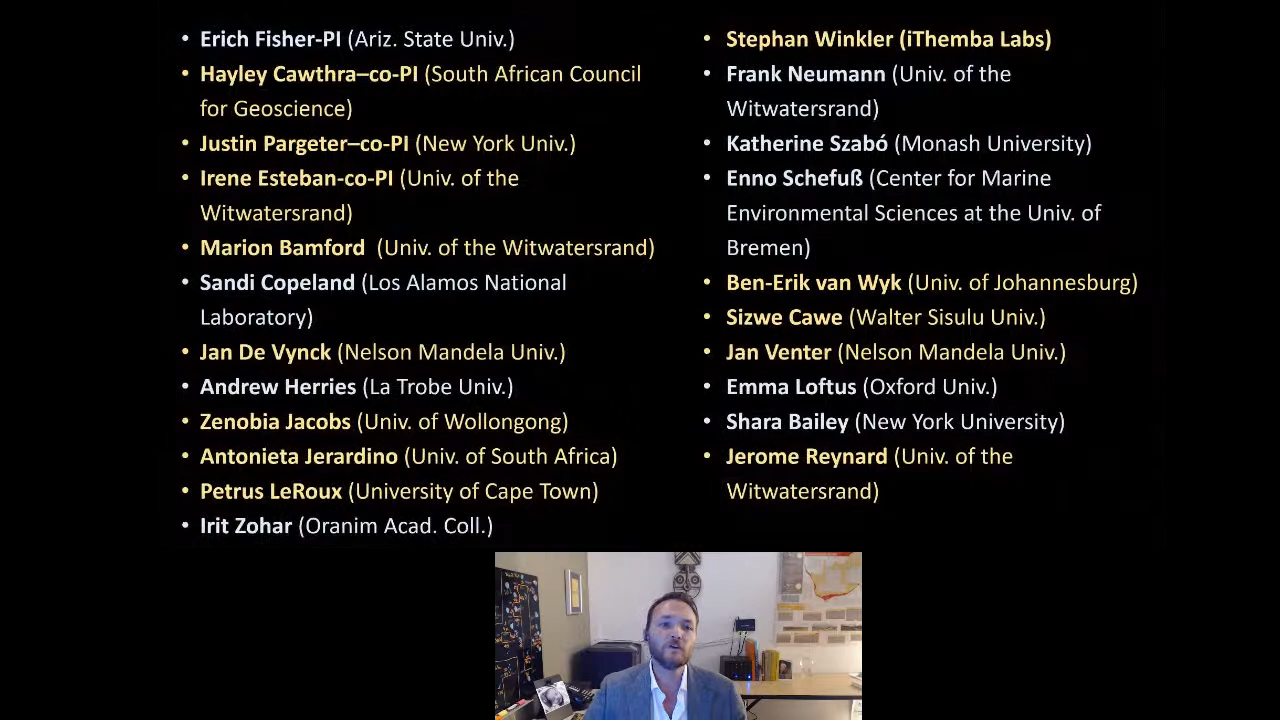 • Erich Fisher-PI (Ariz. State Univ.)
• Hayley Cawthra–co-PI (South African Council
for Geoscience)
• Justin Pargeter–co-PI (New York Univ.)
• Irene Esteban-co-PI (Univ. of the
Witwatersrand)
• Marion Bamford (Univ. of the Witwatersrand)
• Sandi Copeland (Los Alamos National
Laboratory)
• Jan De Vynck (Nelson Mandela Univ.)
• Andrew Herries (La Trobe Univ.)
• Zenobia Jacobs (Univ. of Wollongong)
• Antonieta Jerardino (Univ. of South Africa)
• Petrus LeRoux (University of Cape Town)
• Irit Zohar (Oranim Acad. Coll.)
• Stephan Winkler (iThemba Labs)
• Frank Neumann (Univ. of the
Witwatersrand)
• Katherine Szabó (Monash University)
• Enno Schefuß (Center for Marine
Environmental Sciences at the Univ. of
Bremen)
• Ben-Erik van Wyk (Univ. of Johannesburg)
• Sizwe Cawe (Walter Sisulu Univ.)
• Jan Venter (Nelson Mandela Univ.)
• Emma Loftus (Oxford Univ.)
• Shara Bailey (New York University)
• Jerome Reynard (Univ. of the
Witwatersrand)